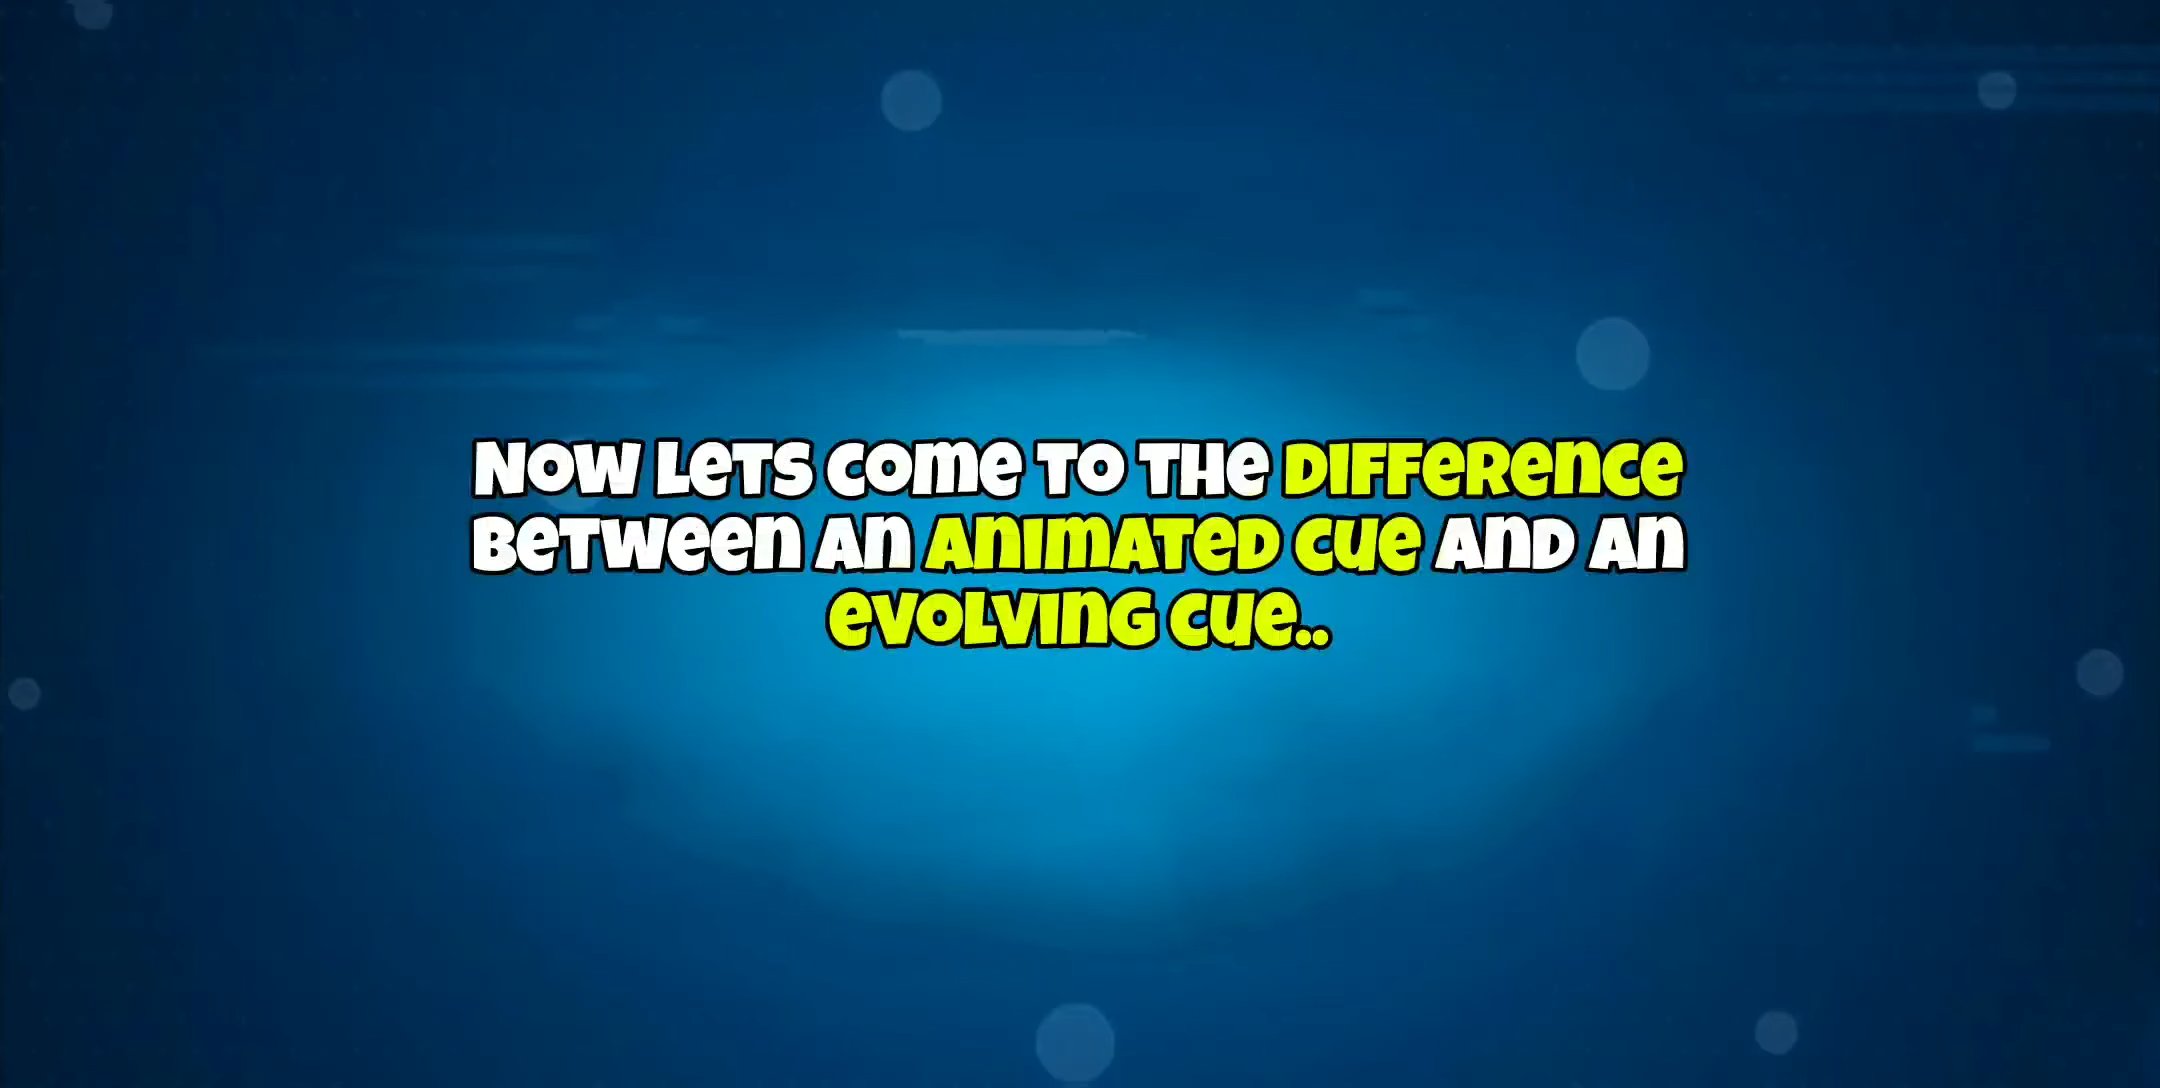 Now lets come to the difference
between an animated cue and an
evolving cue..